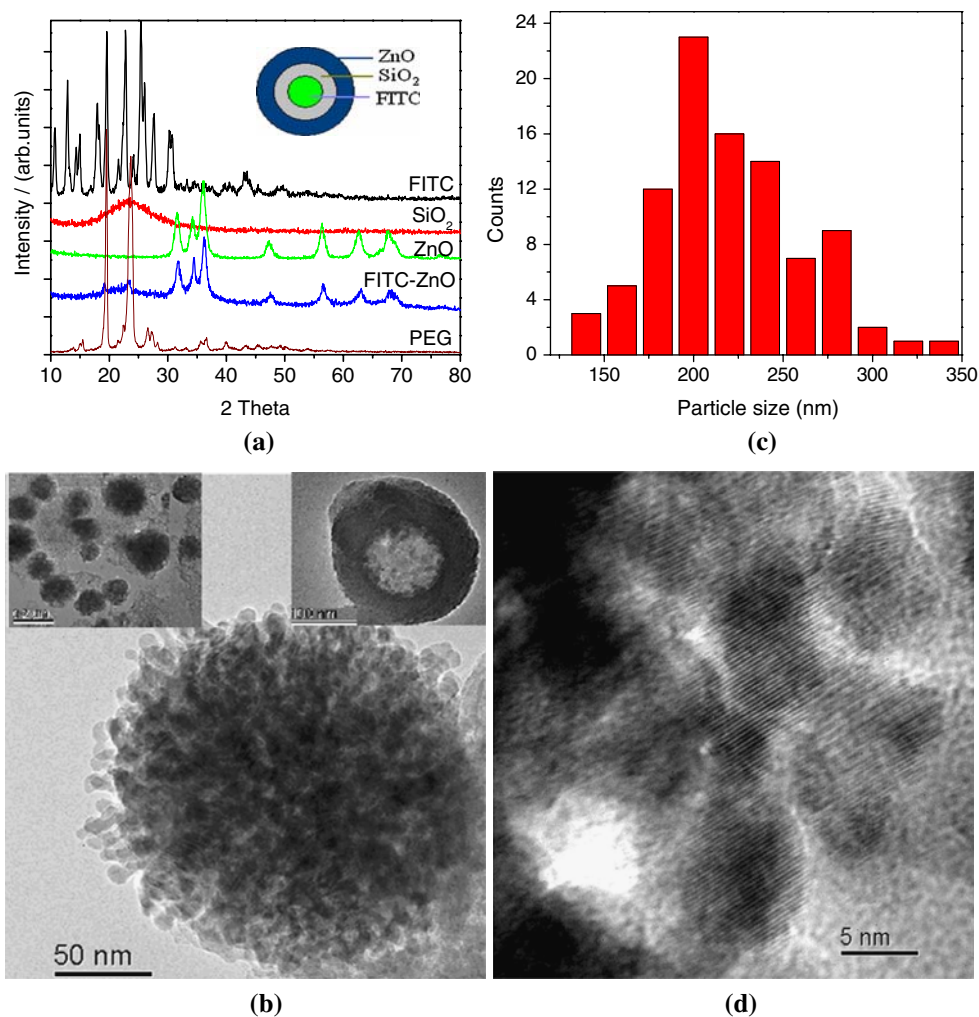 ZnO
SiO2
FITC
FITC
SiO2
ZnO
FITC-ZnO
PEG
Intensity / (arb.units)
10 20 30 40 50 60 70 80
2 Theta
(a)
24
20
16
12
8
4
0
Counts
150 200 250 300 350
Particle size (nm)
(c)
100 nm
50 nm
(b)
5 nm
(d)